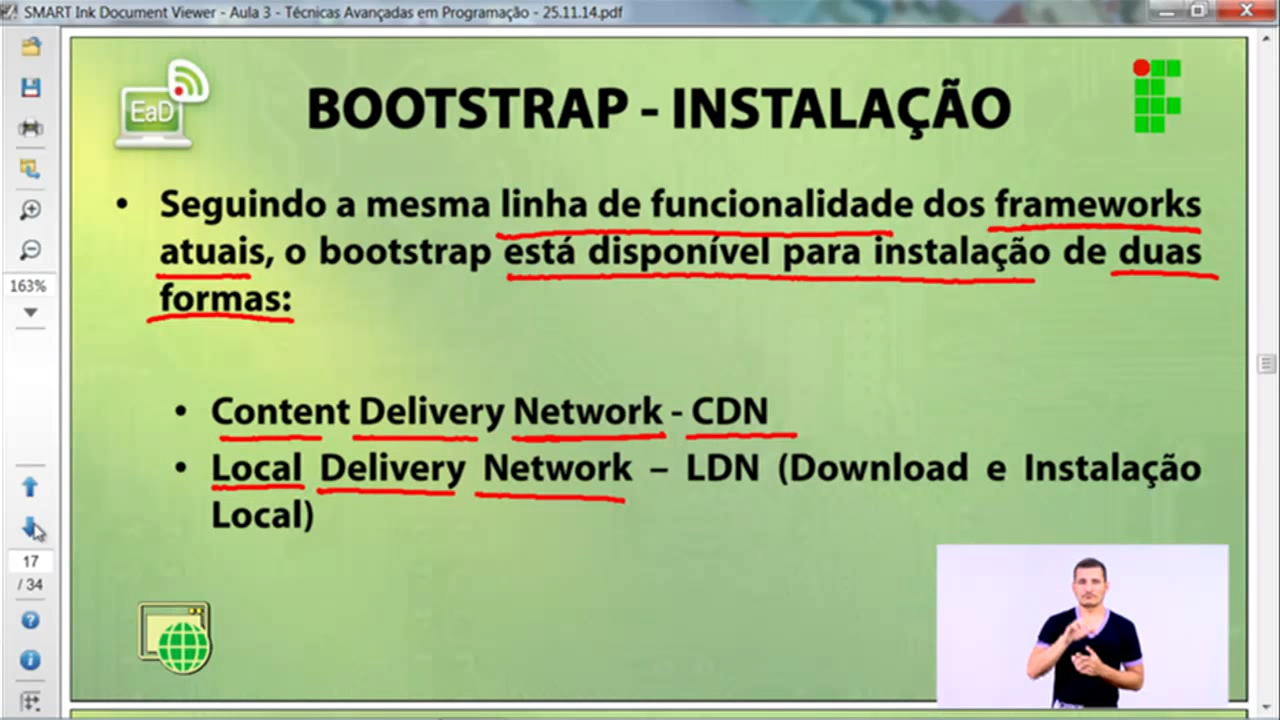 SMART Ink Document Viewer - Aula 3 - Técnicas Avançadas em Programação - 25.11.14.pdf
EaD
BOOTSTRAP - INSTALAÇÃO
• Seguindo a mesma linha de funcionalidade dos frameworks
atuais, o bootstrap está disponível para instalação de duas
formas:
163%
• Content Delivery Network - CDN
• Local Delivery Network – LDN (Download e Instalação
Local)
17
/ 34